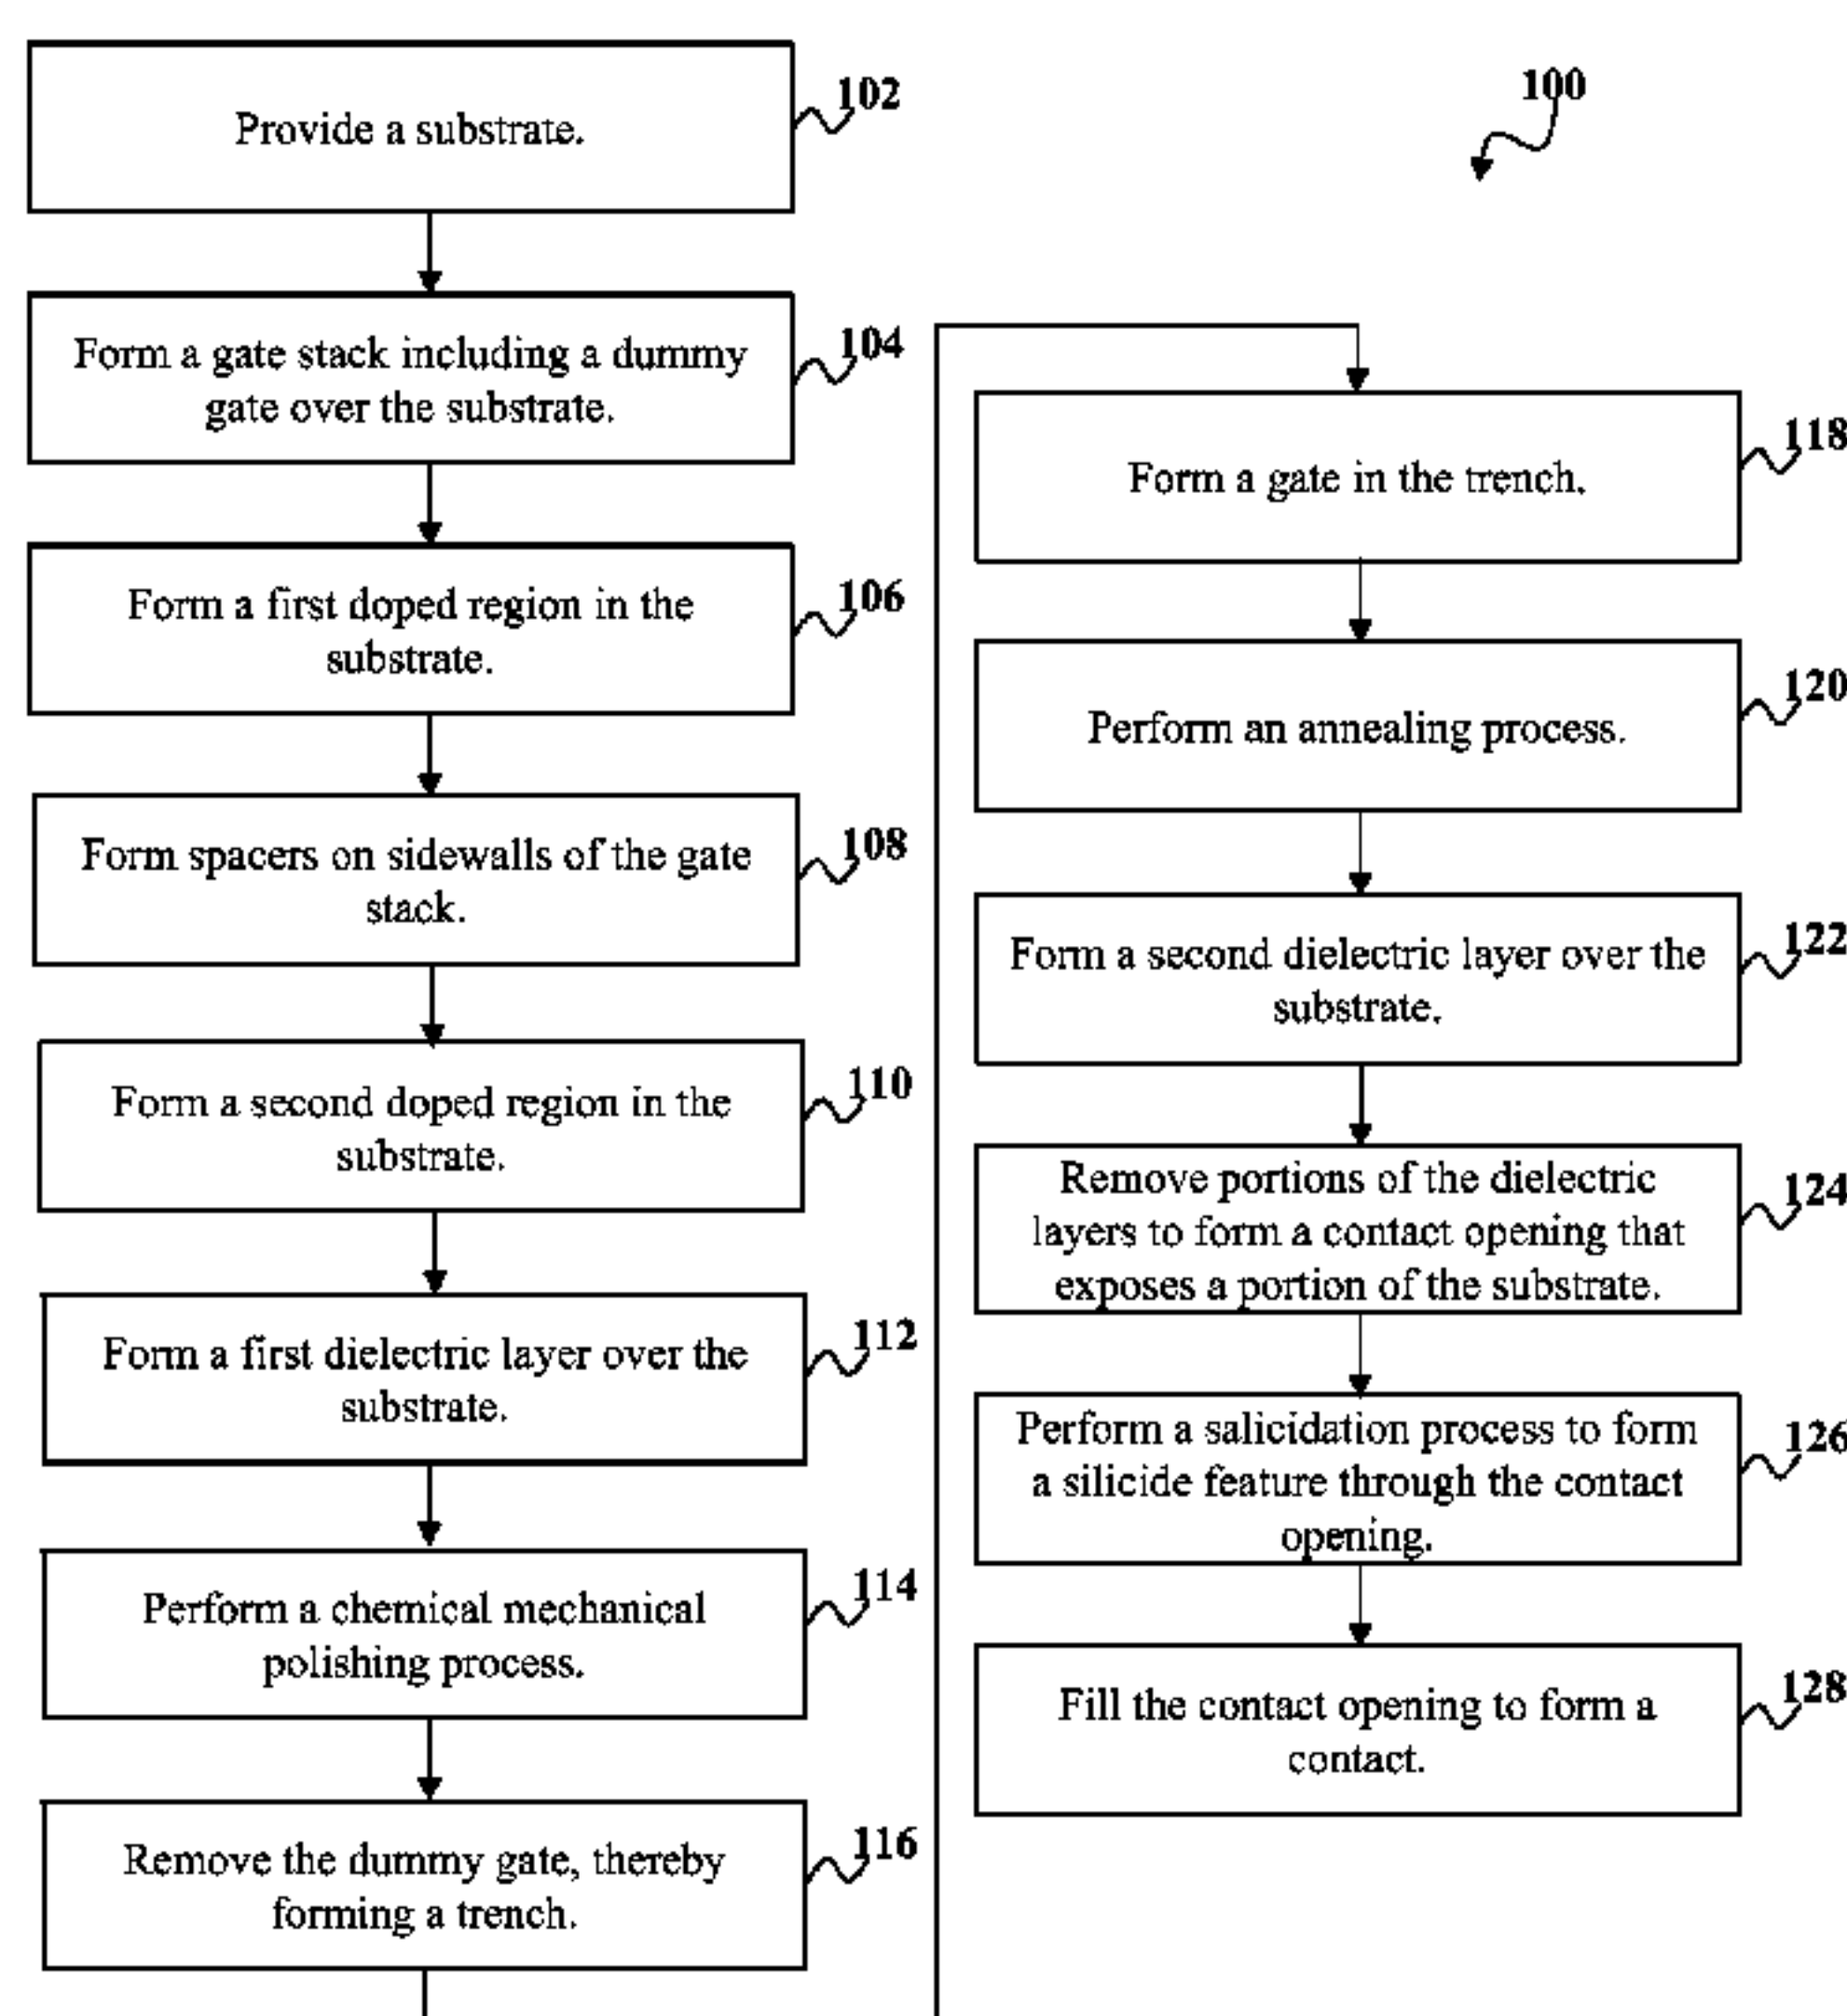 Provide a substrate.
102
Form a gate stack including a dummy
gate over the substrate.
104
Form a first doped region in the
substrate.
106
Form spacers on sidewalls of the gate
stack.
108
Form a second doped region in the
substrate.
110
Form a first dielectric layer over the
substrate.
112
Perform a chemical mechanical
polishing process.
114
Remove the dummy gate, thereby
forming a trench.
116
100
Form a gate in the trench.
118
Perform an annealing process.
120
Form a second dielectric layer over the
substrate.
122
Remove portions of the dielectric
layers to form a contact opening that
exposes a portion of the substrate.
124
Perform a salicidation process to form
a silicide feature through the contact
opening.
126
Fill the contact opening to form a
contact.
128